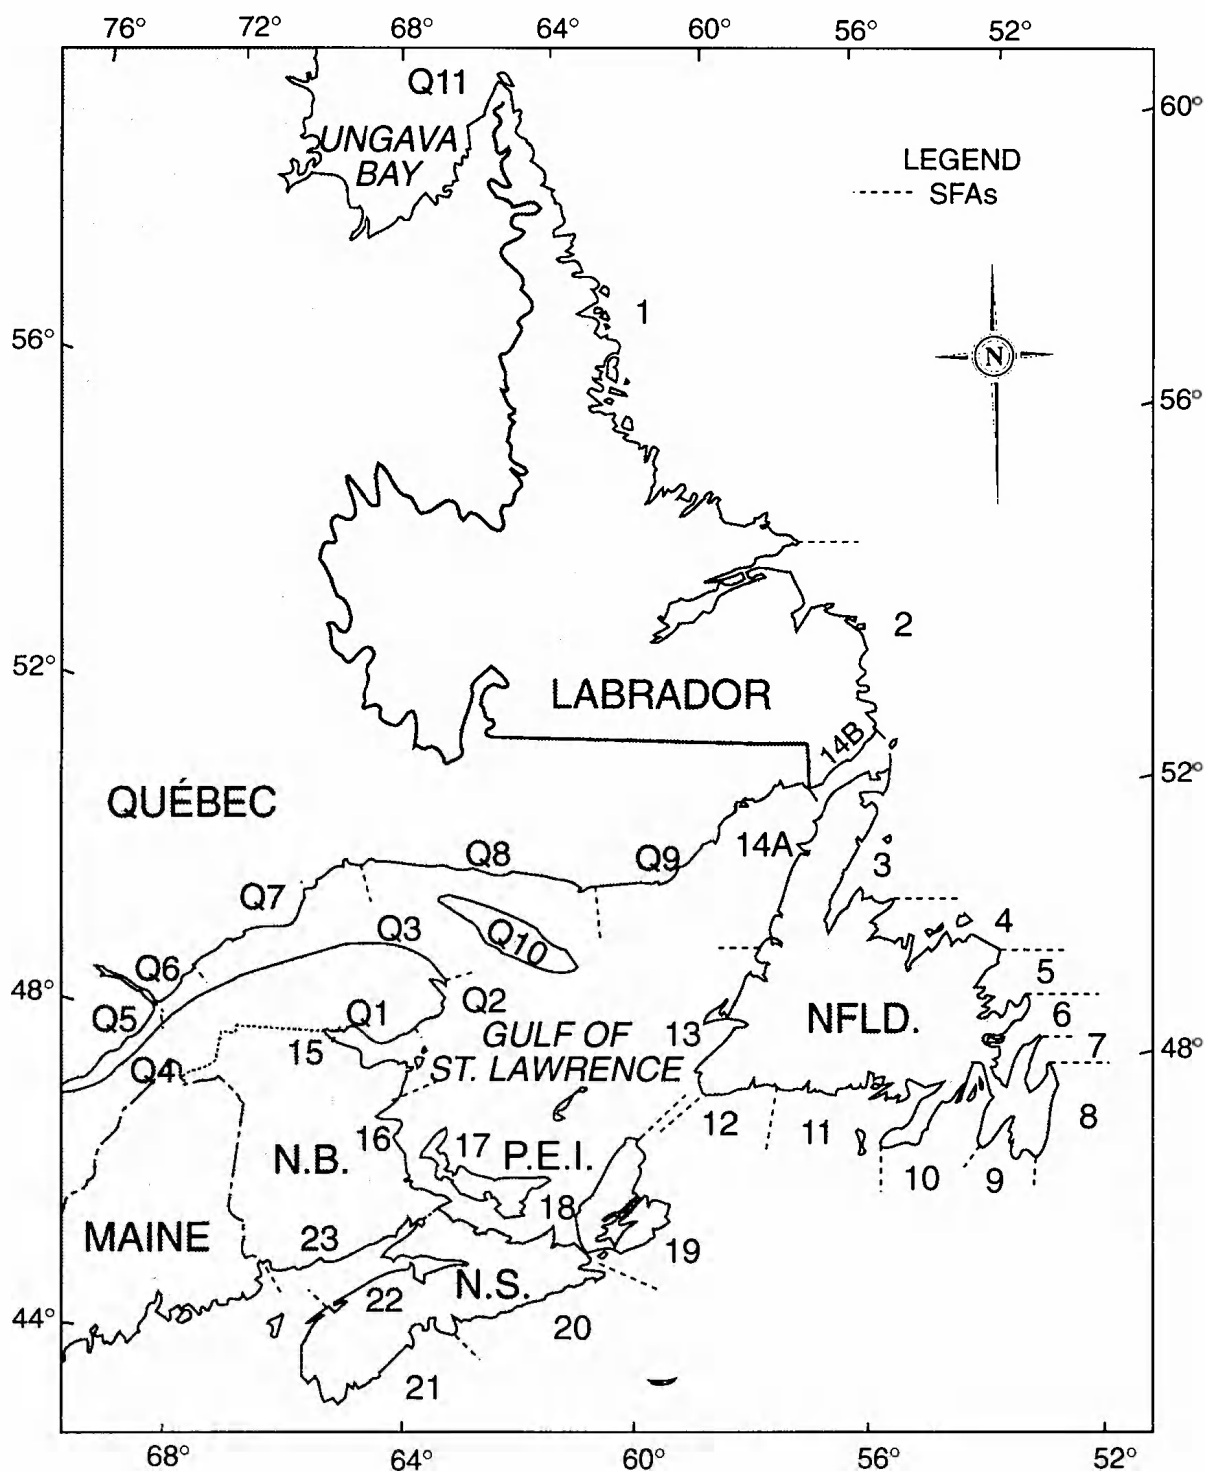 76° 72° 68° 64° 60° 56° 52°
Q11
60°
UNGAVA
BAY
LEGEND
SFAs
1
N
56°
56°
2
52°
LABRADOR
14B
52°
QUÉBEC
14A
Q8
Q9
3
Q7
Q3
Q10
4
Q6
5
48°
Q5
Q1
Q2
6
NFLD.
13
15
GULF OF
ST. LAWRENCE
7
48°
Q4
12
11
8
16
17
P.E.I.
10
9
N.B.
18
MAINE
23
19
N.S.
22
44°
20
21
68° 64° 60° 56° 52°